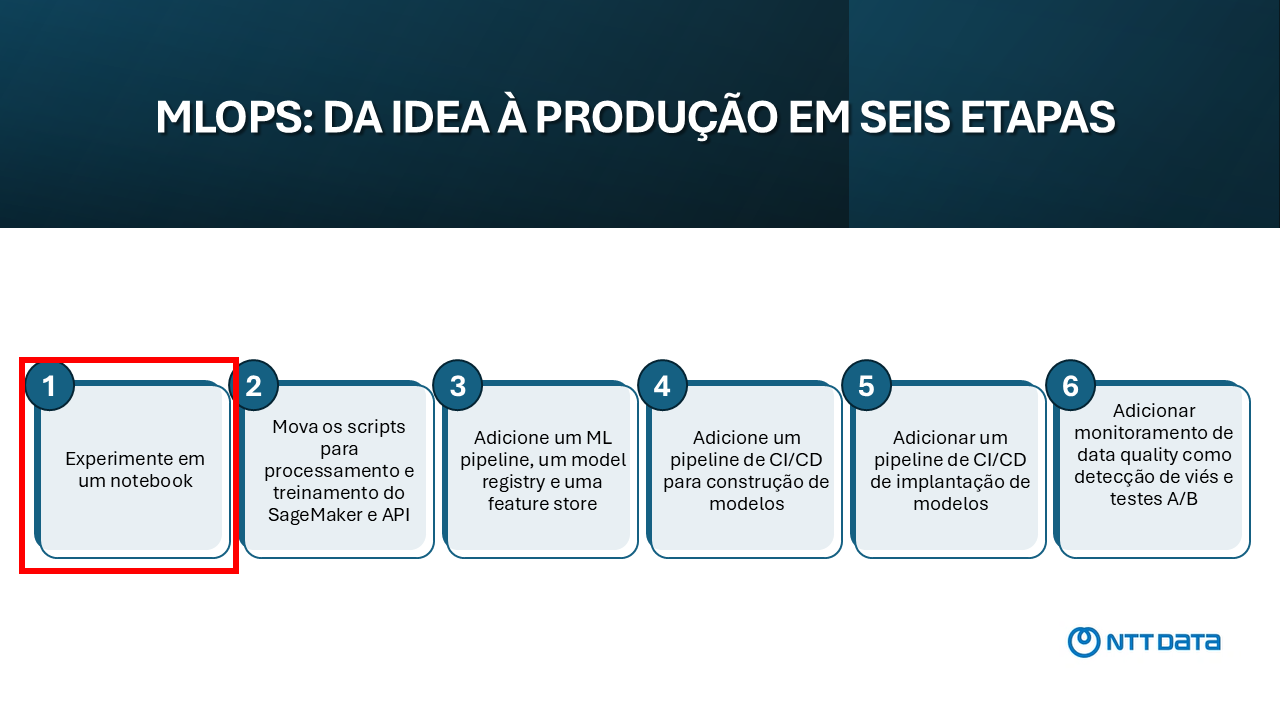 MLOPS: DA IDEA À PRODUÇÃO EM SEIS ETAPAS
1
Experimente em
um notebook
2
Mova os scripts
para
processamento e
treinamento do
SageMaker e API
3
Adicione um ML
pipeline, um model
registry e uma
feature store
4
Adicione um
pipeline de CI/CD
para construção de
modelos
5
Adicionar um
pipeline de CI/CD
de implantação de
modelos
6
Adicionar
monitoramento de
data quality como
detecção de viés e
testes A/B
NTT DATA